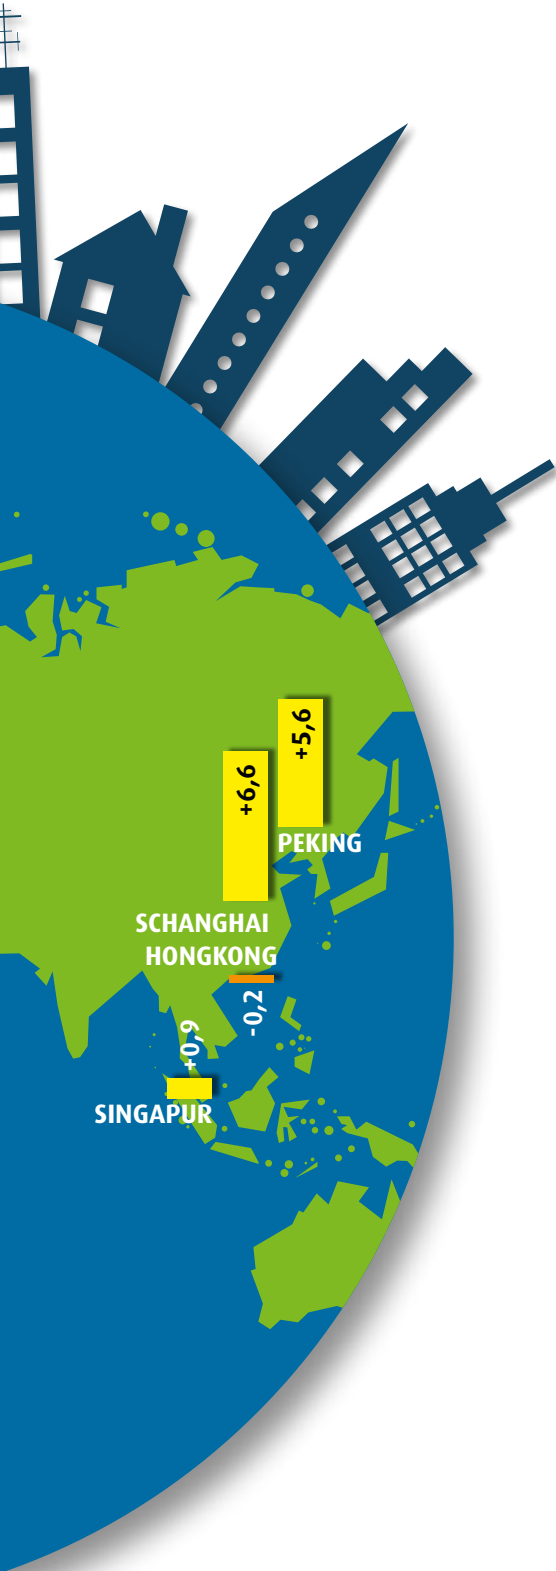 +5,6
+6,6
PEKING
SCHANGHAI
HONGKONG
-0,2
+0,9
SINGAPUR